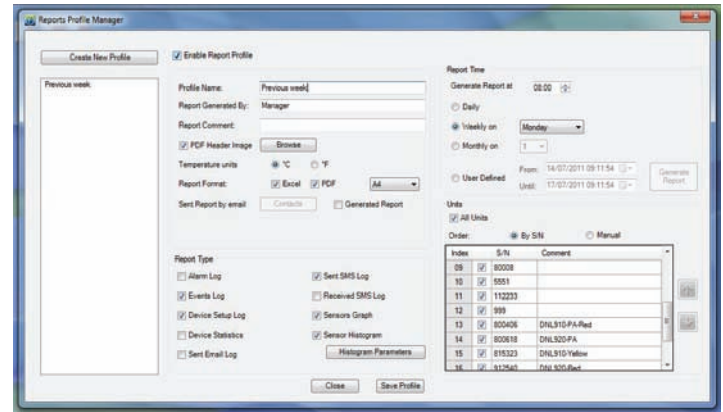 Reports Profile Manager
Create New Profile
Enable Report Profile
Previous week
Profile Name: Previous week
Report Generated By: Manager
Report Comment:
PDF Header Image Browse
Temperature units °C °F
Report Format: Excel PDF A4
Sent Report by email Contacts Generated Report
Report Time
Generate Report at 08:00
Daily
Weekly on Monday
Monthly on 1
User Defined
From: 14/07/2011 09:11:54
Until: 17/07/2011 09:11:54
Generate Report
Units
All Units
Order: By S/N Manual
Index S/N Comment
09 80008
10 5551
11 112233
12 999
13 800406 DNL910-PA-Red
14 800618 DNL920-PA
15 815323 DNL910-Yellow
16 912540 DNL920-Red
Report Type
Alarm Log Sent SMS Log
Events Log Received SMS Log
Device Setup Log Sensors Graph
Device Statistics Sensor Histogram
Sent Email Log Histogram Parameters
Close Save Profile